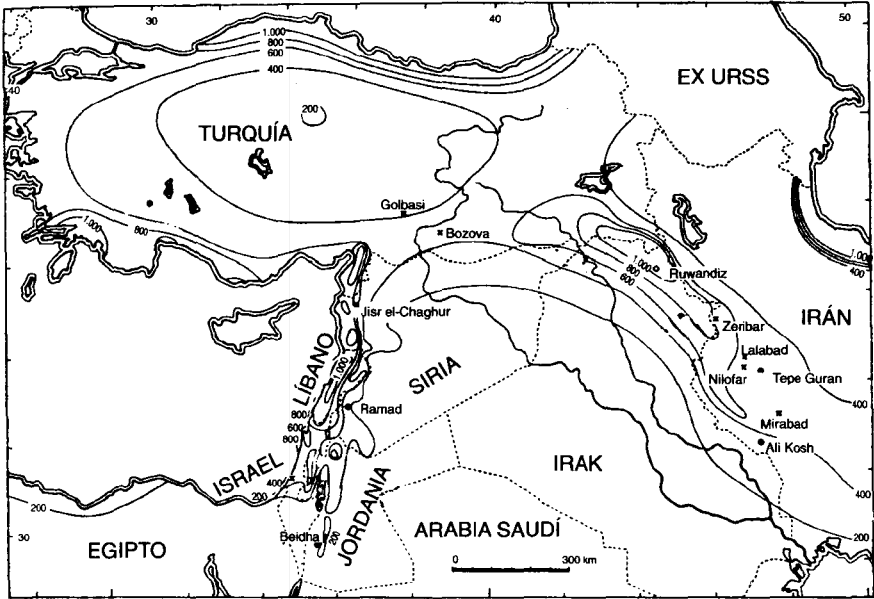 30
40
50
1.000
800
600
400
EX URSS
40
200
TURQUÍA
Golbasi
Bozova
1.000
800
1.000
800
600
Ruwandiz
1.000
400
Jisr el-Chaghur
IRÁN
Zeribar
Lalabad
LÍBANO
1.000
SIRIA
Nilofar
Tepe Guran
400
800
600
800
Ramad
Mirabad
Ali Kosh
IRAK
ISRAEL
400
200
400
200
JORDANIA
ARABIA SAUDÍ
200
30
EGIPTO
Beidha
200
0 300 km